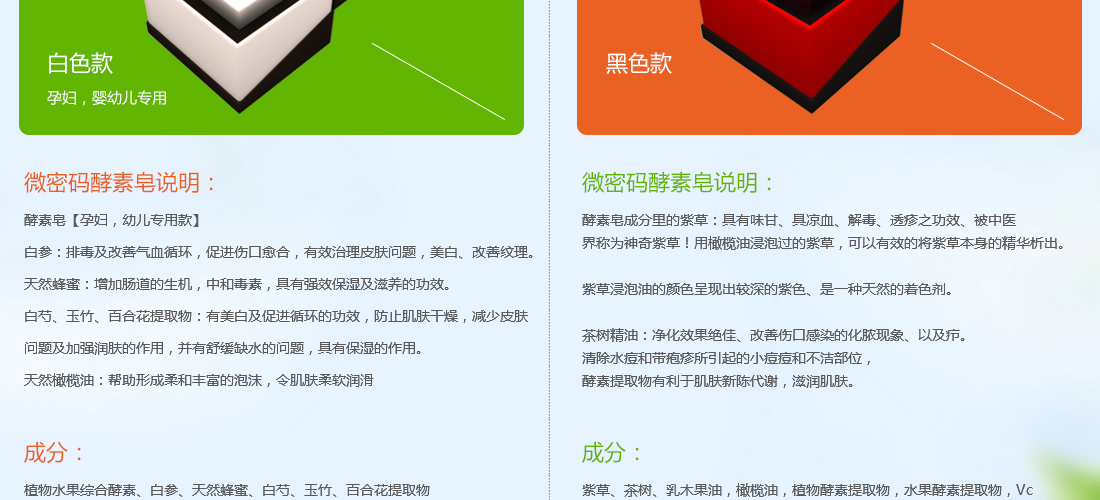 白色款
孕妇，婴幼儿专用
微密码酵素皂说明：
酵素皂【孕妇，幼儿专用款】
白参：排毒及改善气血循环，促进伤口愈合，有效治理皮肤问题，美白、改善纹理。
天然蜂蜜：增加肠道的生机，中和毒素，具有强效保湿及滋养的功效。
白芍、玉竹、百合花提取物：有美白及促进循环的功效，防止肌肤干燥，减少皮肤
问题及加强润肤的作用，并有舒缓缺水的问题，具有保湿的作用。
天然橄榄油：帮助形成柔和丰富的泡沫，令肌肤柔软润滑
成分：
植物水果综合酵素、白参、天然蜂蜜、白芍、玉竹、百合花提取物
黑色款
微密码酵素皂说明：
酵素皂成分里的紫草：具有味甘、具凉血、解毒、透疹之功效、被中医
界称为神奇紫草！用橄榄油浸泡过的紫草，可以有效的将紫草本身的精华析出。
紫草浸泡油的颜色呈现出较深的紫色、是一种天然的着色剂。
茶树精油：净化效果绝佳、改善伤口感染的化脓现象、以及疖。
清除水痘和带疱疹所引起的小痘痘和不洁部位，
酵素提取物有利于肌肤新陈代谢，滋润肌肤。
成分：
紫草、茶树、乳木果油，橄榄油，植物酵素提取物，水果酵素提取物，Vc